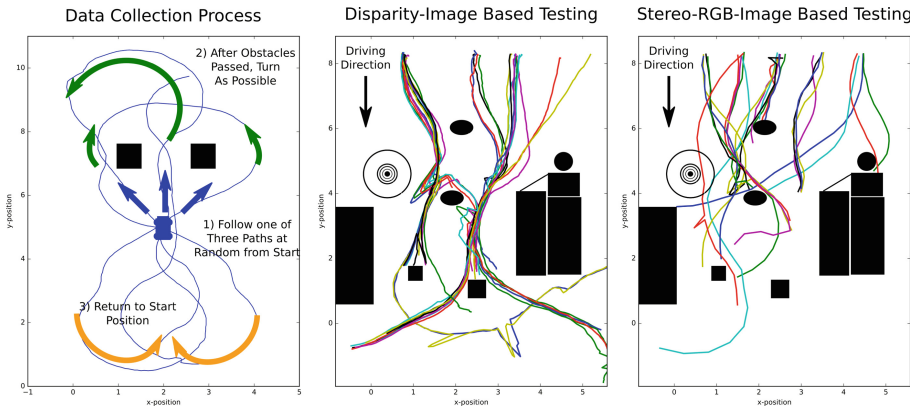 Data Collection Process
Disparity-Image Based Testing
Stereo-RGB-Image Based Testing
2) After Obstacles
Passed, Turn
As Possible
1) Follow one of
Three Paths at
Random from Start
3) Return to Start
Position
y-position
10
8
6
4
2
0
−1
0
1
2
3
4
5
x-position
Driving
Direction
y-position
8
6
4
2
0
0
1
2
3
4
5
x-position
Driving
Direction
y-position
8
6
4
2
0
0
1
2
3
4
5
x-position